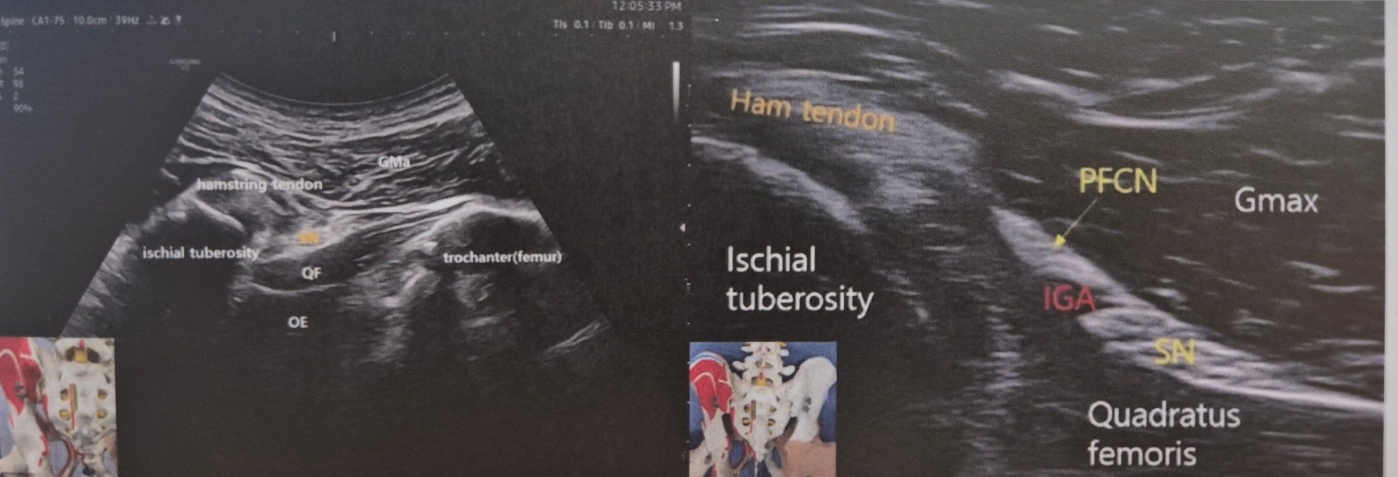 12:05:33 PM
Spine CA1-7S 10.0cm 39Hz
TIs 0.1 TIb 0.1 MI 1.3
54
98
2
90%
SAMSUNG
GMa
hamstring tendon
SN
ischial tuberosity
trochanter(femur)
QF
OE
Ham tendon
PFCN
Gmax
Ischial
tuberosity
IGA
SN
Quadratus
femoris